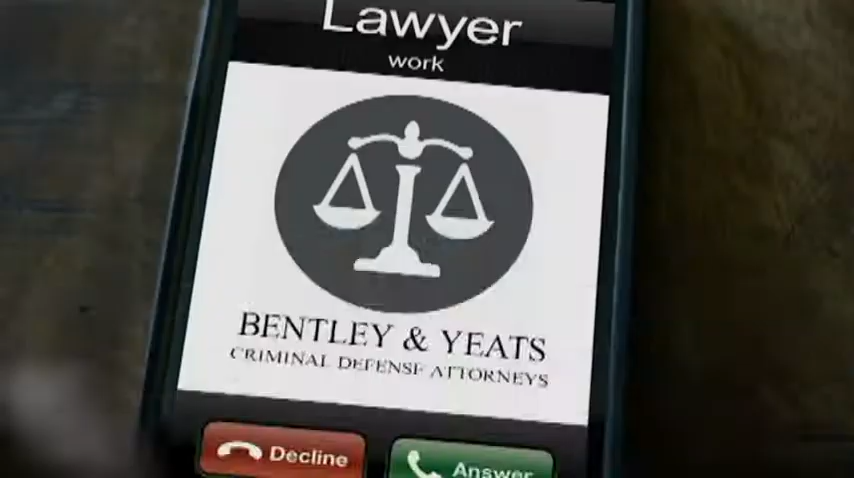 Lawyer
work
BENTLEY & YEATS
CRIMINAL DEFENSE ATTORNEYS
Decline
Answer